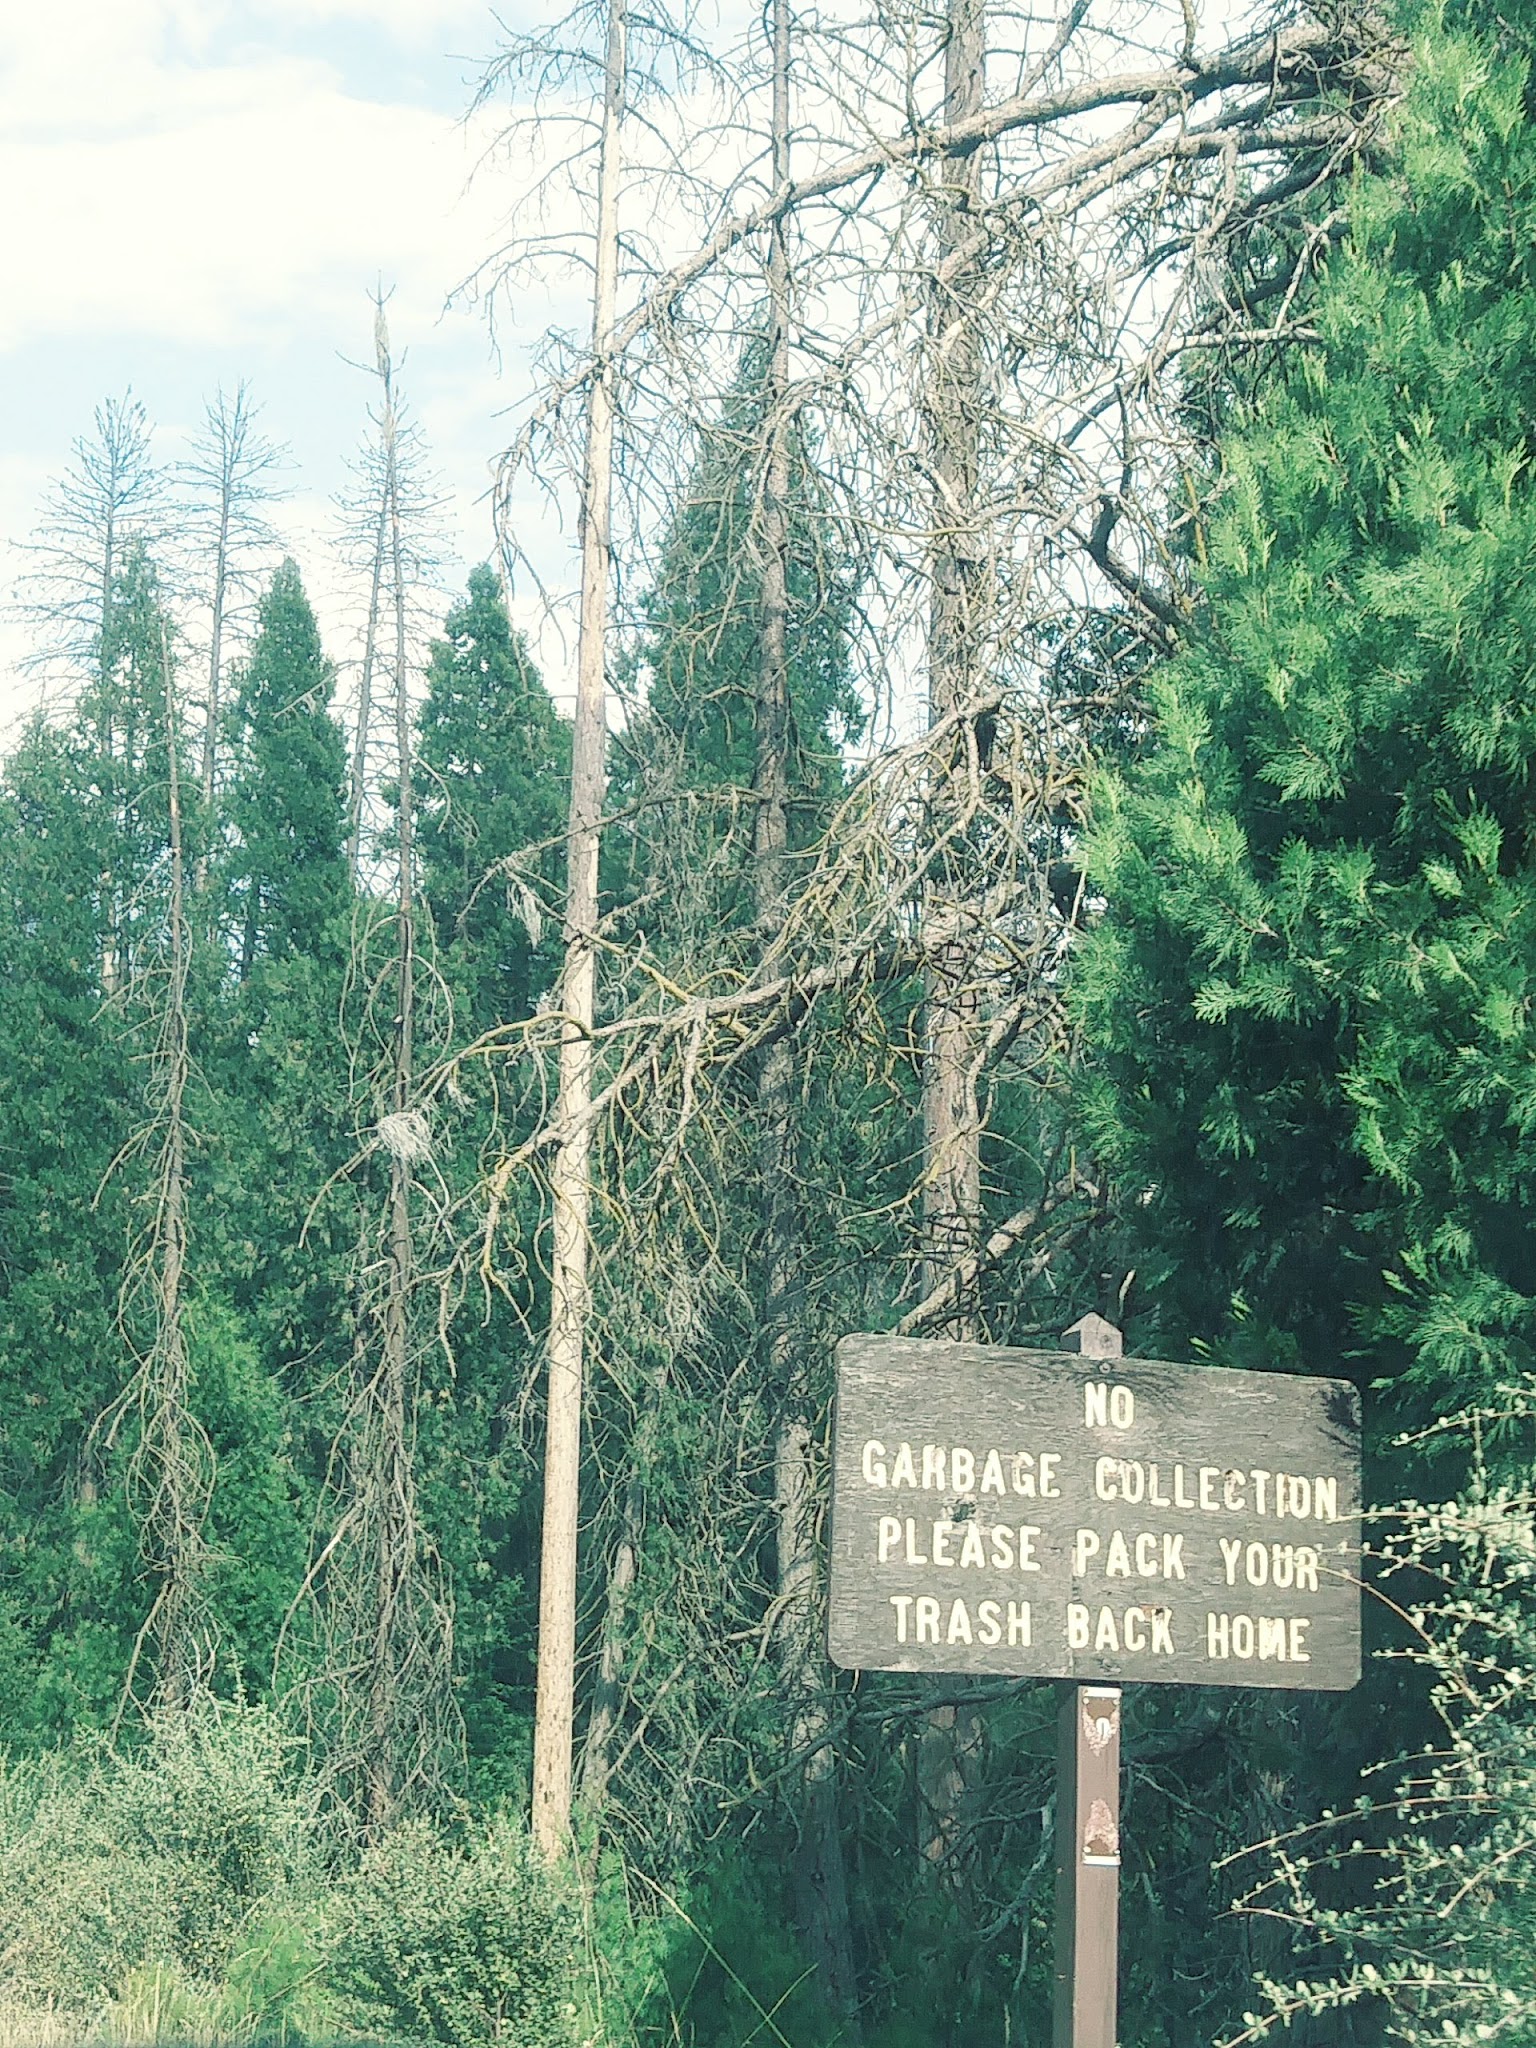 NO
GARBAGE COLLECTION
PLEASE PACK YOUR
TRASH BACK HOME